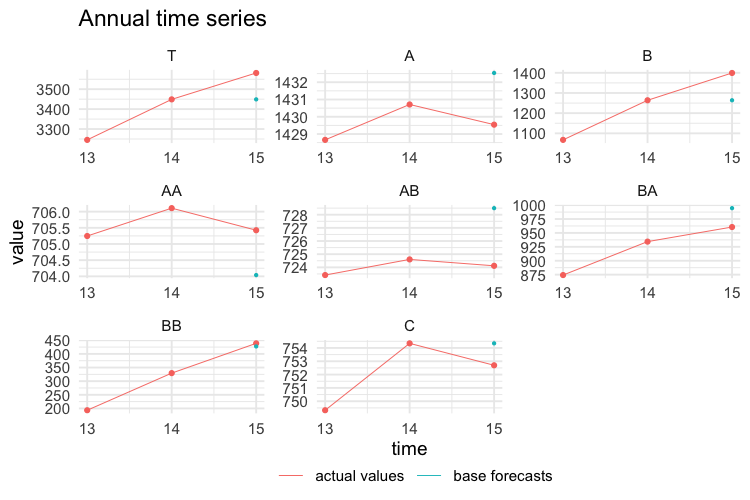 Annual time series
T
A
B
3500
3400
3300
1432
1431
1430
1429
1400
1300
1200
1100
13 14 15
13 14 15
13 14 15
AA
AB
BA
706.0
705.5
705.0
704.5
704.0
728
727
726
725
724
1000
975
950
925
900
875
13 14 15
13 14 15
13 14 15
BB
C
450
400
350
300
250
200
754
753
752
751
750
13 14 15
13 14 15
value
time
actual values base forecasts